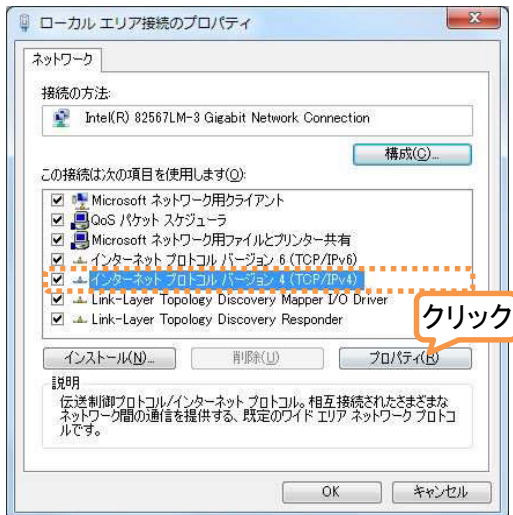 ローカル エリア接続のプロパティ
ネットワーク
接続の方法:
Intel(R) 82567LM-3 Gigabit Network Connection
構成(C)...
この接続は次の項目を使用します(O):
Microsoft ネットワーク用クライアント
QoS パケット スケジューラ
Microsoft ネットワーク用ファイルとプリンター共有
インターネット プロトコル バージョン 6 (TCP/IPv6)
インターネット プロトコル バージョン 4 (TCP/IPv4)
Link-Layer Topology Discovery Mapper I/O Driver
Link-Layer Topology Discovery Responder
クリック
インストール(N)...
削除(U)
プロパティ(R)
説明
伝送制御プロトコル/インターネット プロトコル。相互接続されたさまざまな
ネットワーク間の通信を提供する、既定のワイド エリア ネットワーク プロトコ
ルです。
OK
キャンセル